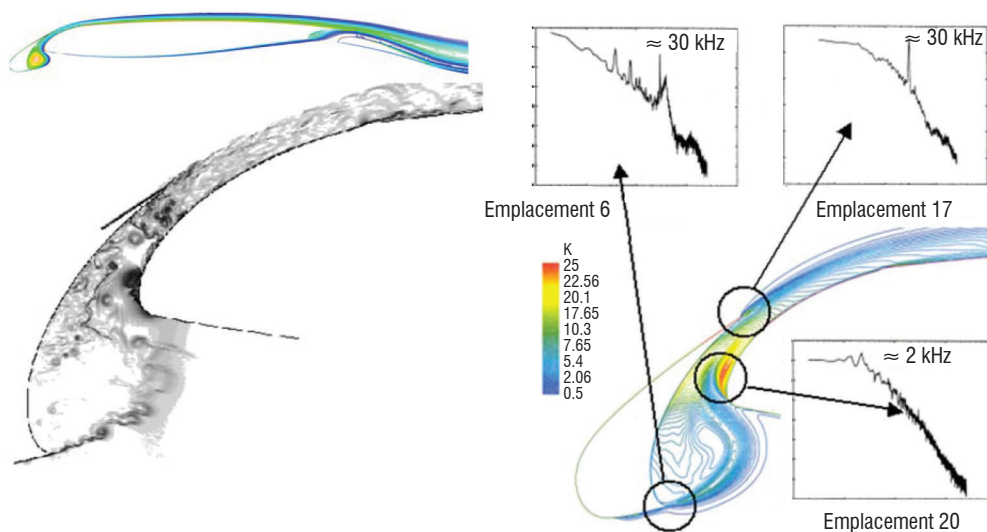 ≈ 30 kHz
≈ 30 kHz
Emplacement 6
Emplacement 17
K
25
22.56
20.1
17.65
10.3
7.65
5.4
2.06
0.5
≈ 2 kHz
Emplacement 20